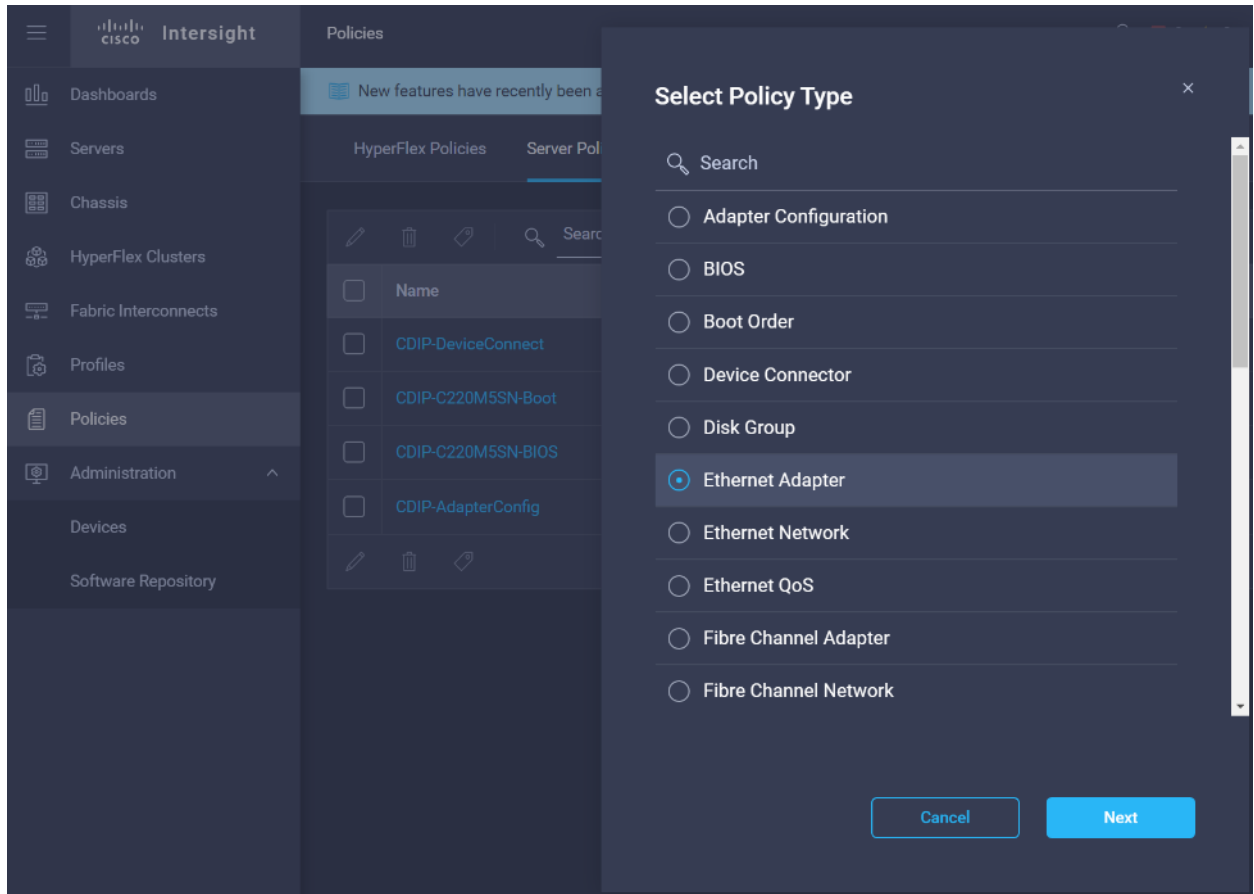 cisco Intersight
Policies
Dashboards
Servers
Chassis
HyperFlex Clusters
Fabric Interconnects
Profiles
Policies
Administration
Devices
Software Repository
New features have recently been
HyperFlex Policies
Server Pol
Searc
Name
CDIP-DeviceConnect
CDIP-C220M5SN-Boot
CDIP-C220M5SN-BIOS
CDIP-AdapterConfig
Select Policy Type
Search
Adapter Configuration
BIOS
Boot Order
Device Connector
Disk Group
Ethernet Adapter
Ethernet Network
Ethernet QoS
Fibre Channel Adapter
Fibre Channel Network
Cancel
Next